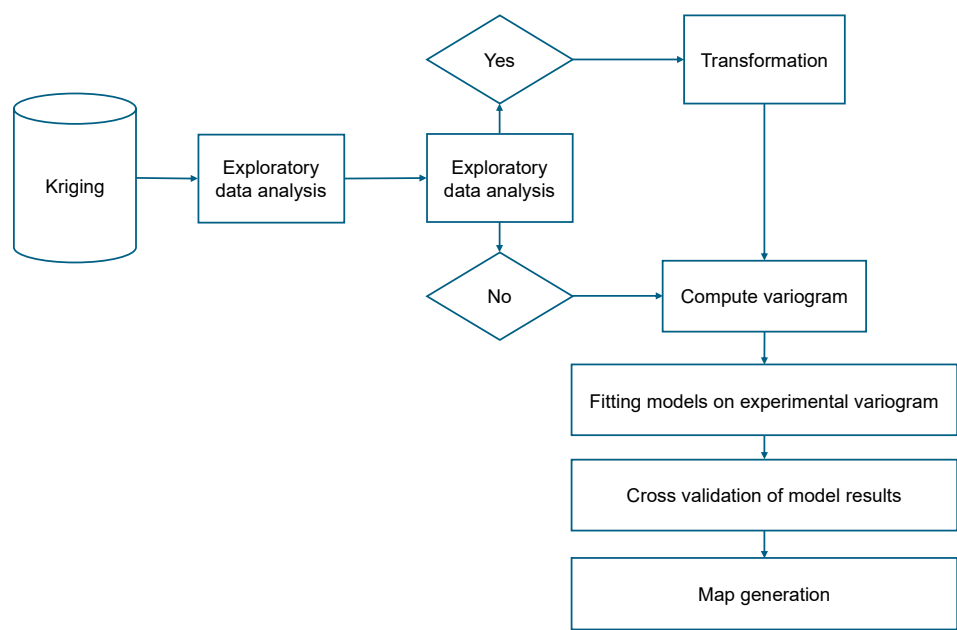 Kriging
Exploratory
data analysis
Exploratory
data analysis
Yes
Transformation
No
Compute variogram
Fitting models on experimental variogram
Cross validation of model results
Map generation